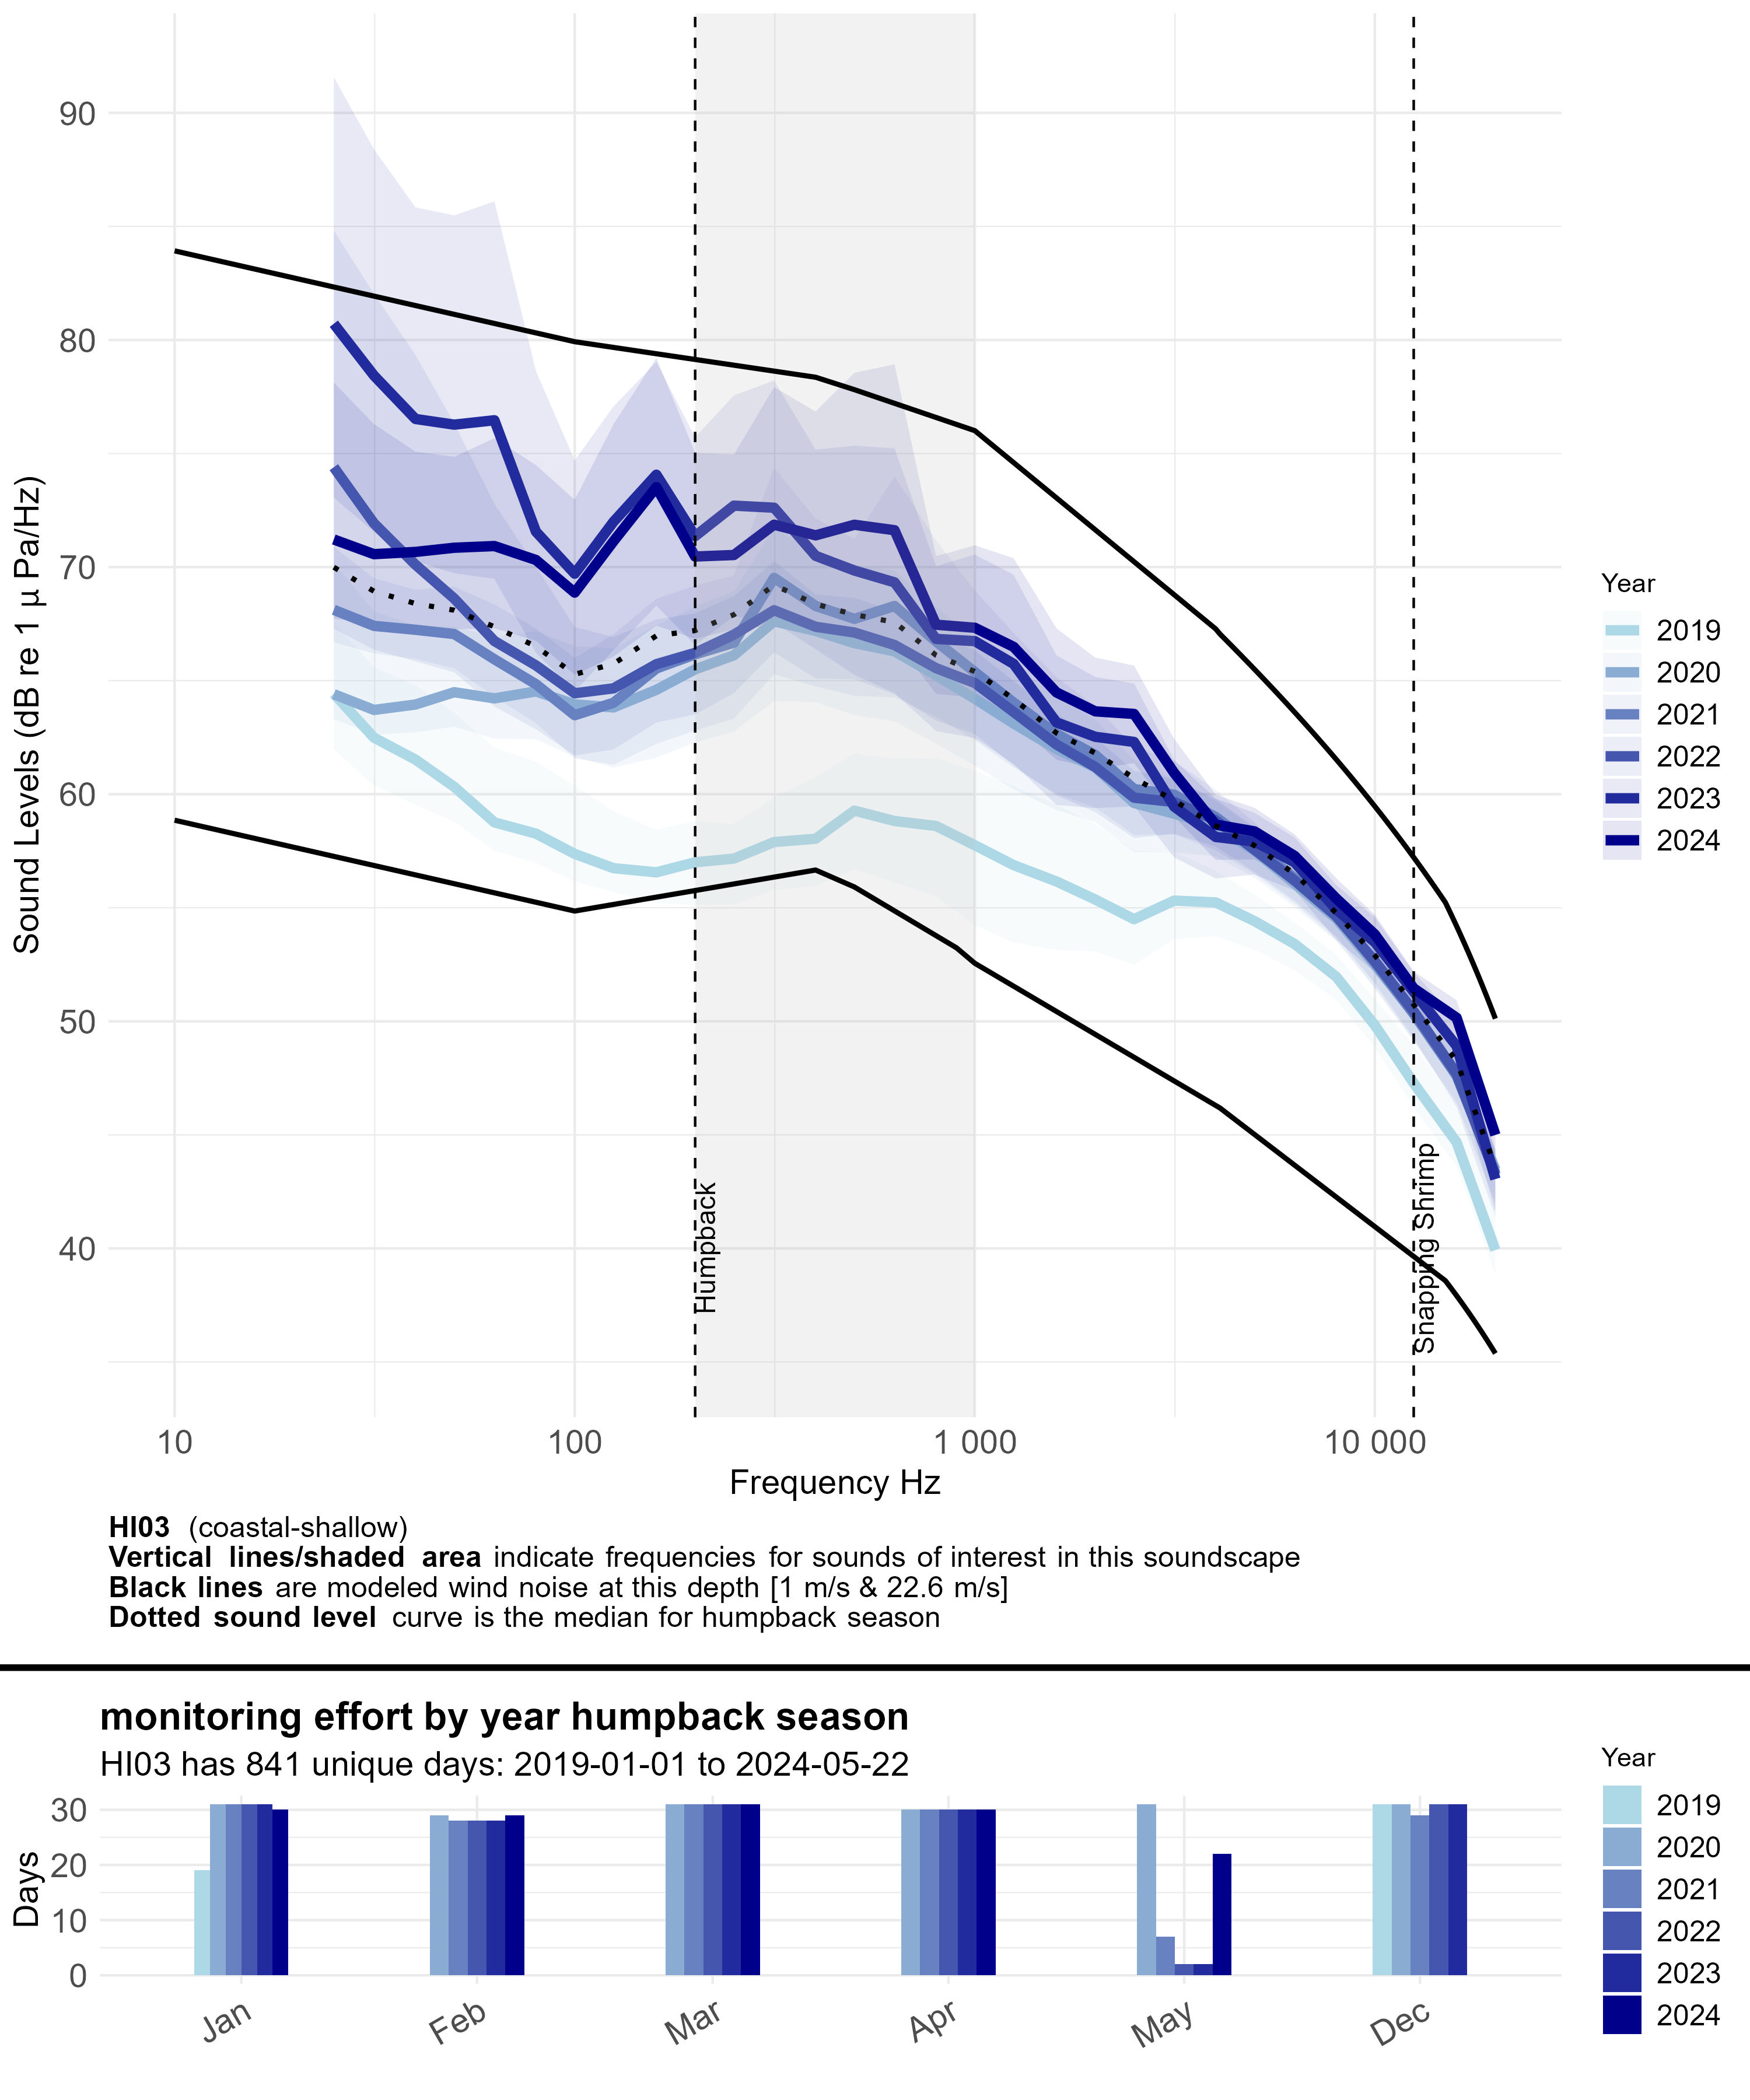 90
80
70
60
50
40
Sound Levels (dB re 1 µ Pa/Hz)
Humpback
Snapping Shrimp
10
100
1 000
10 000
Frequency Hz
Year
2019
2020
2021
2022
2023
2024
HI03 (coastal-shallow)
Vertical lines/shaded area indicate frequencies for sounds of interest in this soundscape
Black lines are modeled wind noise at this depth [1 m/s & 22.6 m/s]
Dotted sound level curve is the median for humpback season
monitoring effort by year humpback season
HI03 has 841 unique days: 2019-01-01 to 2024-05-22
30
20
10
0
Days
Jan
Feb
Mar
Apr
May
Dec
Year
2019
2020
2021
2022
2023
2024